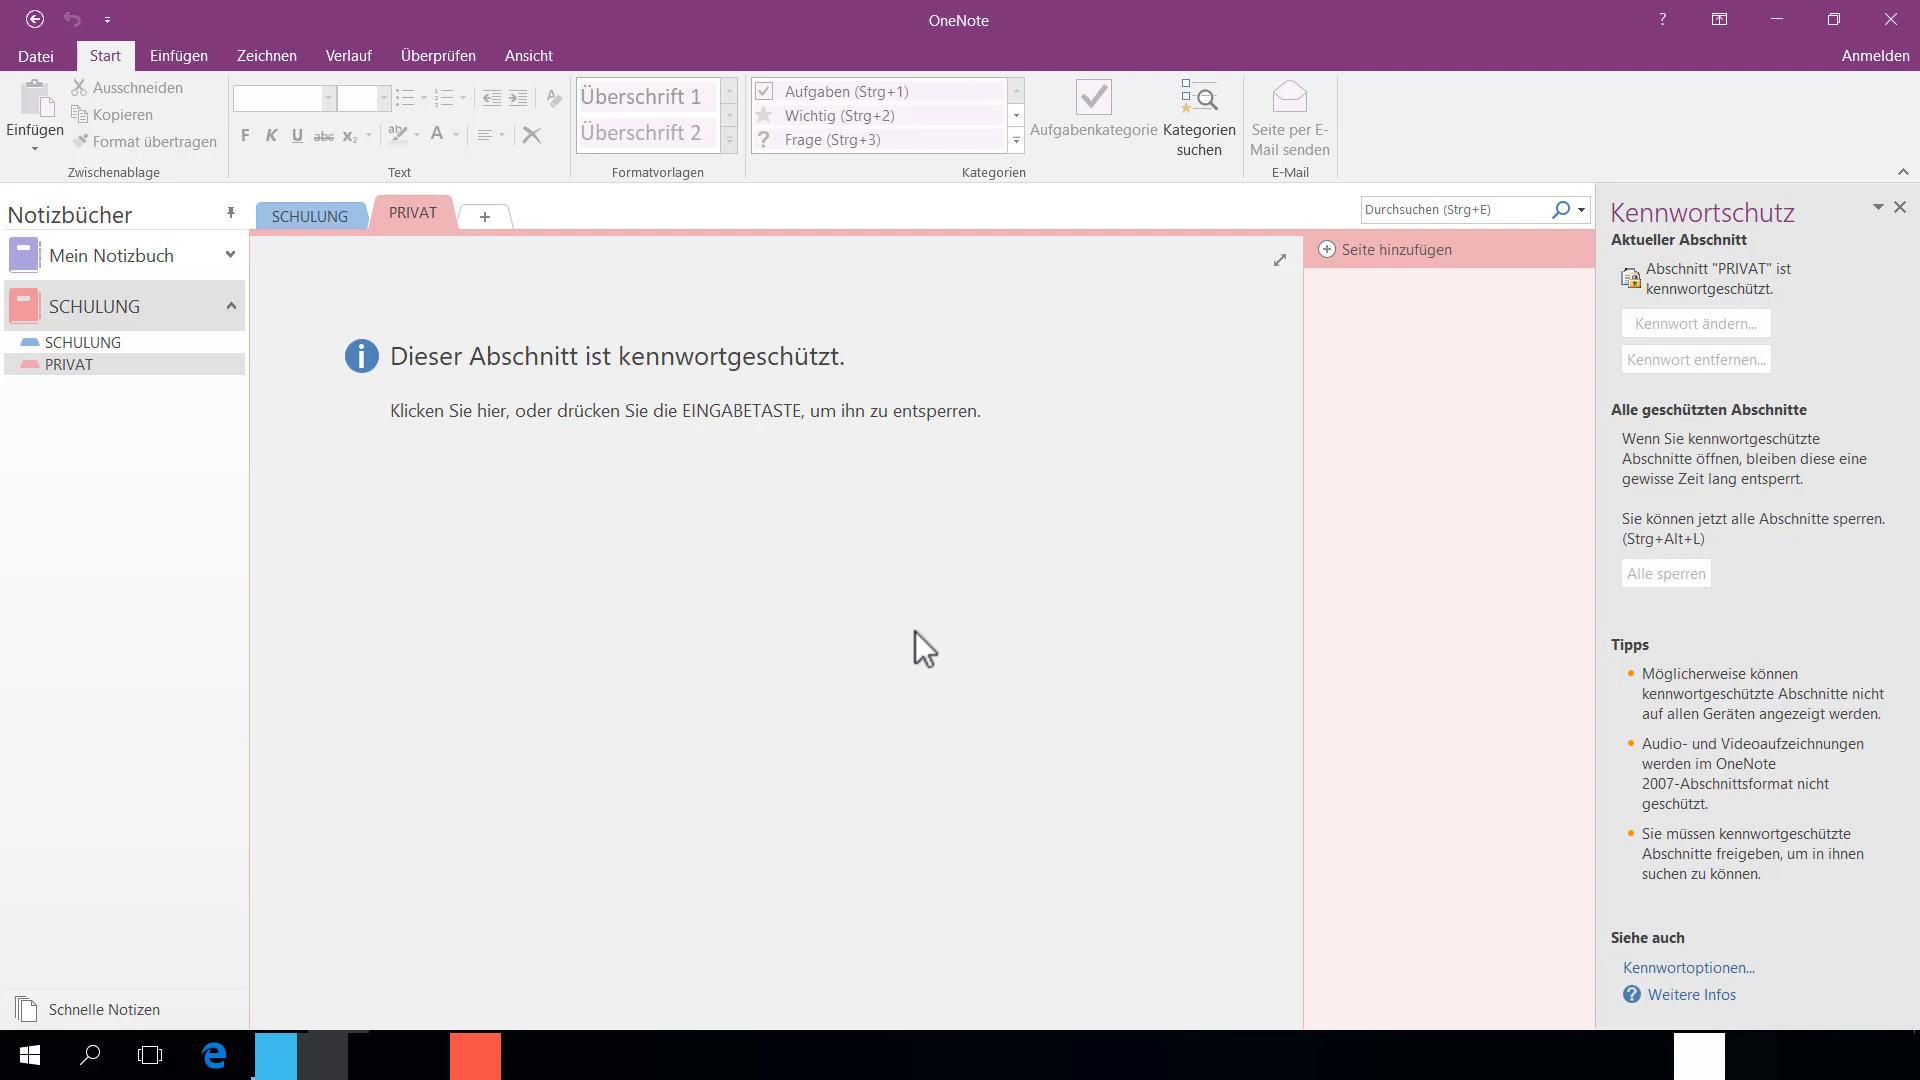 OneNote
?
Datei Start Einfügen Zeichnen Verlauf Überprüfen Ansicht Anmelden
Einfügen
Ausschneiden
Kopieren
Format übertragen
Zwischenablage
F K U abc x₂ ab A
Text
Überschrift 1
Überschrift 2
Formatvorlagen
Aufgaben (Strg+1)
Wichtig (Strg+2)
? Frage (Strg+3)
Aufgabenkategorie
Kategorien
suchen
Kategorien
Seite per E-
Mail senden
E-Mail
Notizbücher
Mein Notizbuch
SCHULUNG
SCHULUNG
PRIVAT
Schnelle Notizen
SCHULUNG PRIVAT +
Durchsuchen (Strg+E)
Dieser Abschnitt ist kennwortgeschützt.
Klicken Sie hier, oder drücken Sie die EINGABETASTE, um ihn zu entsperren.
Seite hinzufügen
Kennwortschutz
Aktueller Abschnitt
Abschnitt "PRIVAT" ist
kennwortgeschützt.
Kennwort ändern...
Kennwort entfernen...
Alle geschützten Abschnitte
Wenn Sie kennwortgeschützte
Abschnitte öffnen, bleiben diese eine
gewisse Zeit lang entsperrt.
Sie können jetzt alle Abschnitte sperren.
(Strg+Alt+L)
Alle sperren
Tipps
Möglicherweise können
kennwortgeschützte Abschnitte nicht
auf allen Geräten angezeigt werden.
Audio- und Videoaufzeichnungen
werden im OneNote
2007-Abschnittsformat nicht
geschützt.
Sie müssen kennwortgeschützte
Abschnitte freigeben, um in ihnen
suchen zu können.
Siehe auch
Kennwortoptionen...
Weitere Infos